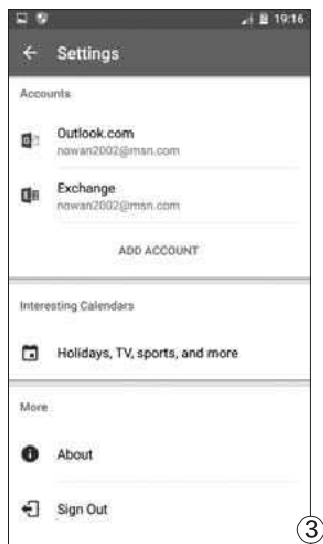 19:16
Settings
Accounts
Outlook.com
nawan2002@msn.com
Exchange
nawan2002@msn.com
ADD ACCOUNT
Interesting Calendars
Holidays, TV, sports, and more
More
About
Sign Out
3